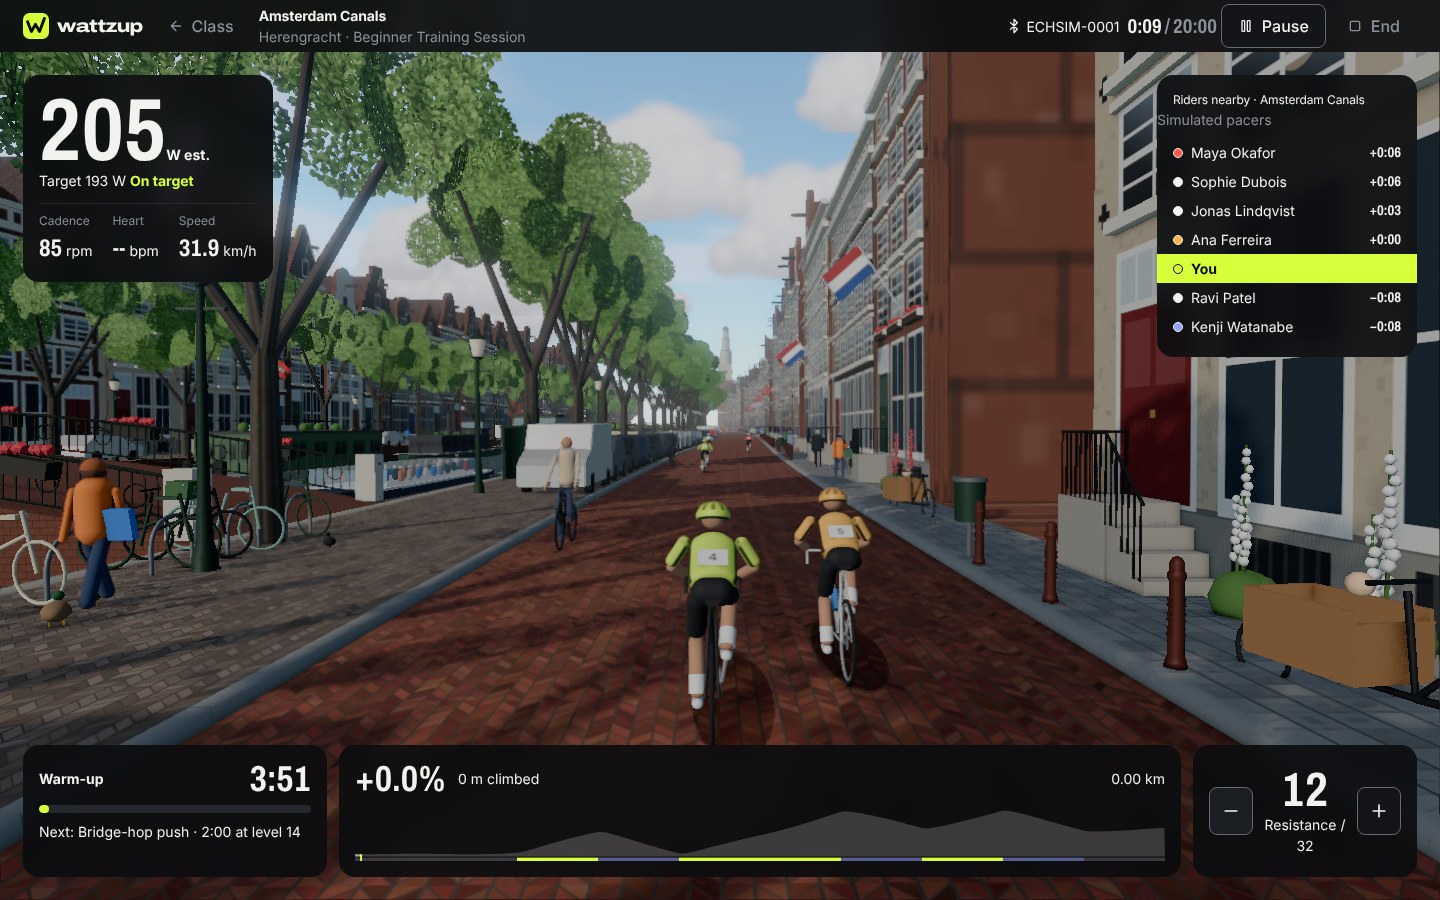 wattzup
← Class
Amsterdam Canals
Herengracht · Beginner Training Session
ECHSIM-0001 0:09 / 20:00
Pause
End
205 W est.
Target 193 W On target
Cadence Heart Speed
85 rpm -- bpm 31.9 km/h
Riders nearby · Amsterdam Canals
Simulated pacers
Maya Okafor +0:06
Sophie Dubois +0:06
Jonas Lindqvist +0:03
Ana Ferreira +0:00
You
Ravi Patel −0:08
Kenji Watanabe −0:08
4
5
Warm-up 3:51
Next: Bridge-hop push · 2:00 at level 14
+0.0% 0 m climbed 0.00 km
− 12 +
Resistance /
32